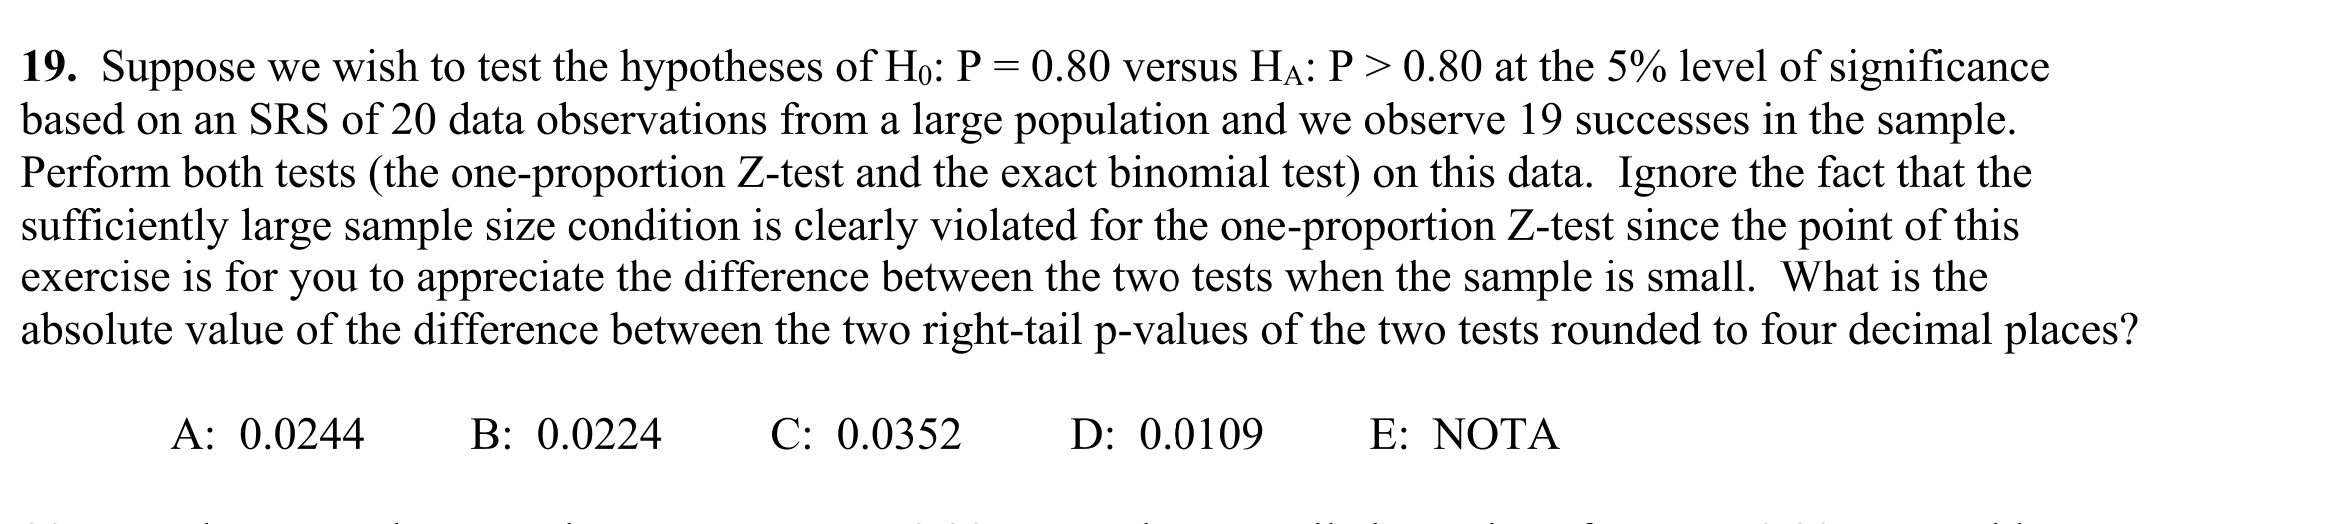 19. Suppose we wish to test the hypotheses of H₀: P = 0.80 versus Hᴀ: P > 0.80 at the 5% level of significance
based on an SRS of 20 data observations from a large population and we observe 19 successes in the sample.
Perform both tests (the one-proportion Z-test and the exact binomial test) on this data. Ignore the fact that the
sufficiently large sample size condition is clearly violated for the one-proportion Z-test since the point of this
exercise is for you to appreciate the difference between the two tests when the sample is small. What is the
absolute value of the difference between the two right-tail p-values of the two tests rounded to four decimal places?
A: 0.0244 B: 0.0224 C: 0.0352 D: 0.0109 E: NOTA